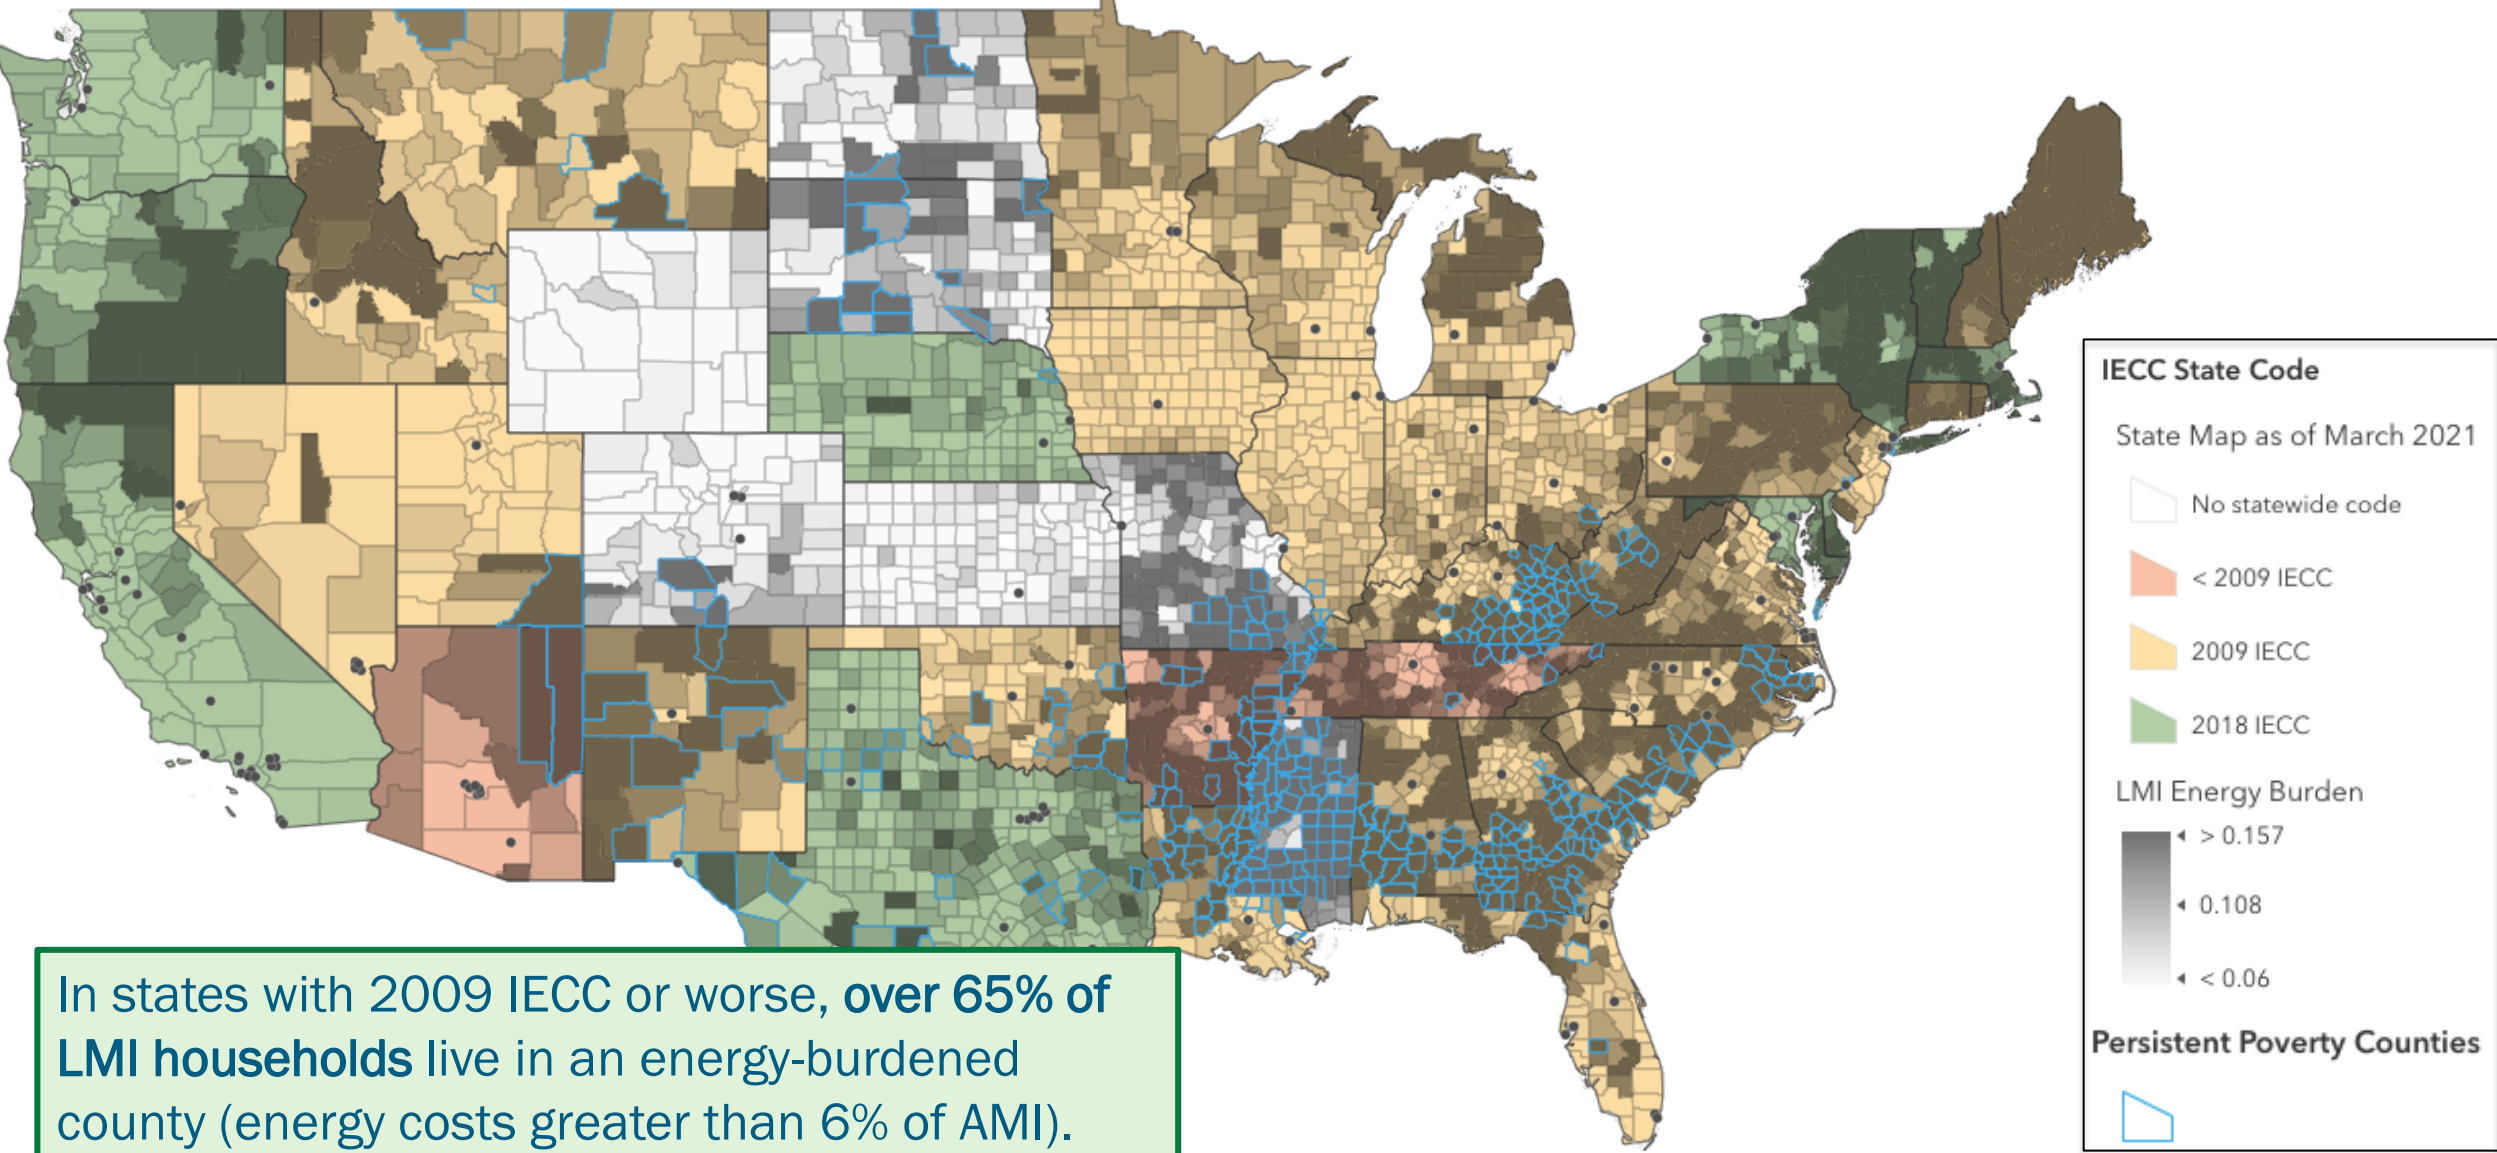 IECC State Code
State Map as of March 2021
No statewide code
< 2009 IECC
2009 IECC
2018 IECC
LMI Energy Burden
> 0.157
0.108
< 0.06
Persistent Poverty Counties
In states with 2009 IECC or worse, over 65% of
LMI households live in an energy-burdened
county (energy costs greater than 6% of AMI).